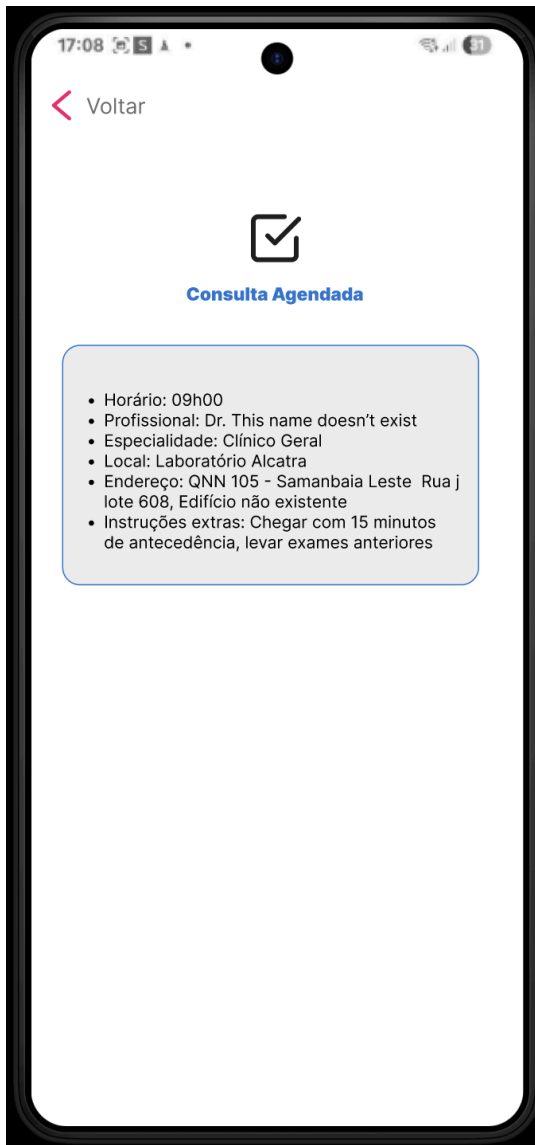 17:08 S
31
Voltar
Consulta Agendada
• Horário: 09h00
• Profissional: Dr. This name doesn’t exist
• Especialidade: Clínico Geral
• Local: Laboratório Alcatra
• Endereço: QNN 105 - Samanbaia Leste  Rua j
lote 608, Edifício não existente
• Instruções extras: Chegar com 15 minutos
de antecedência, levar exames anteriores